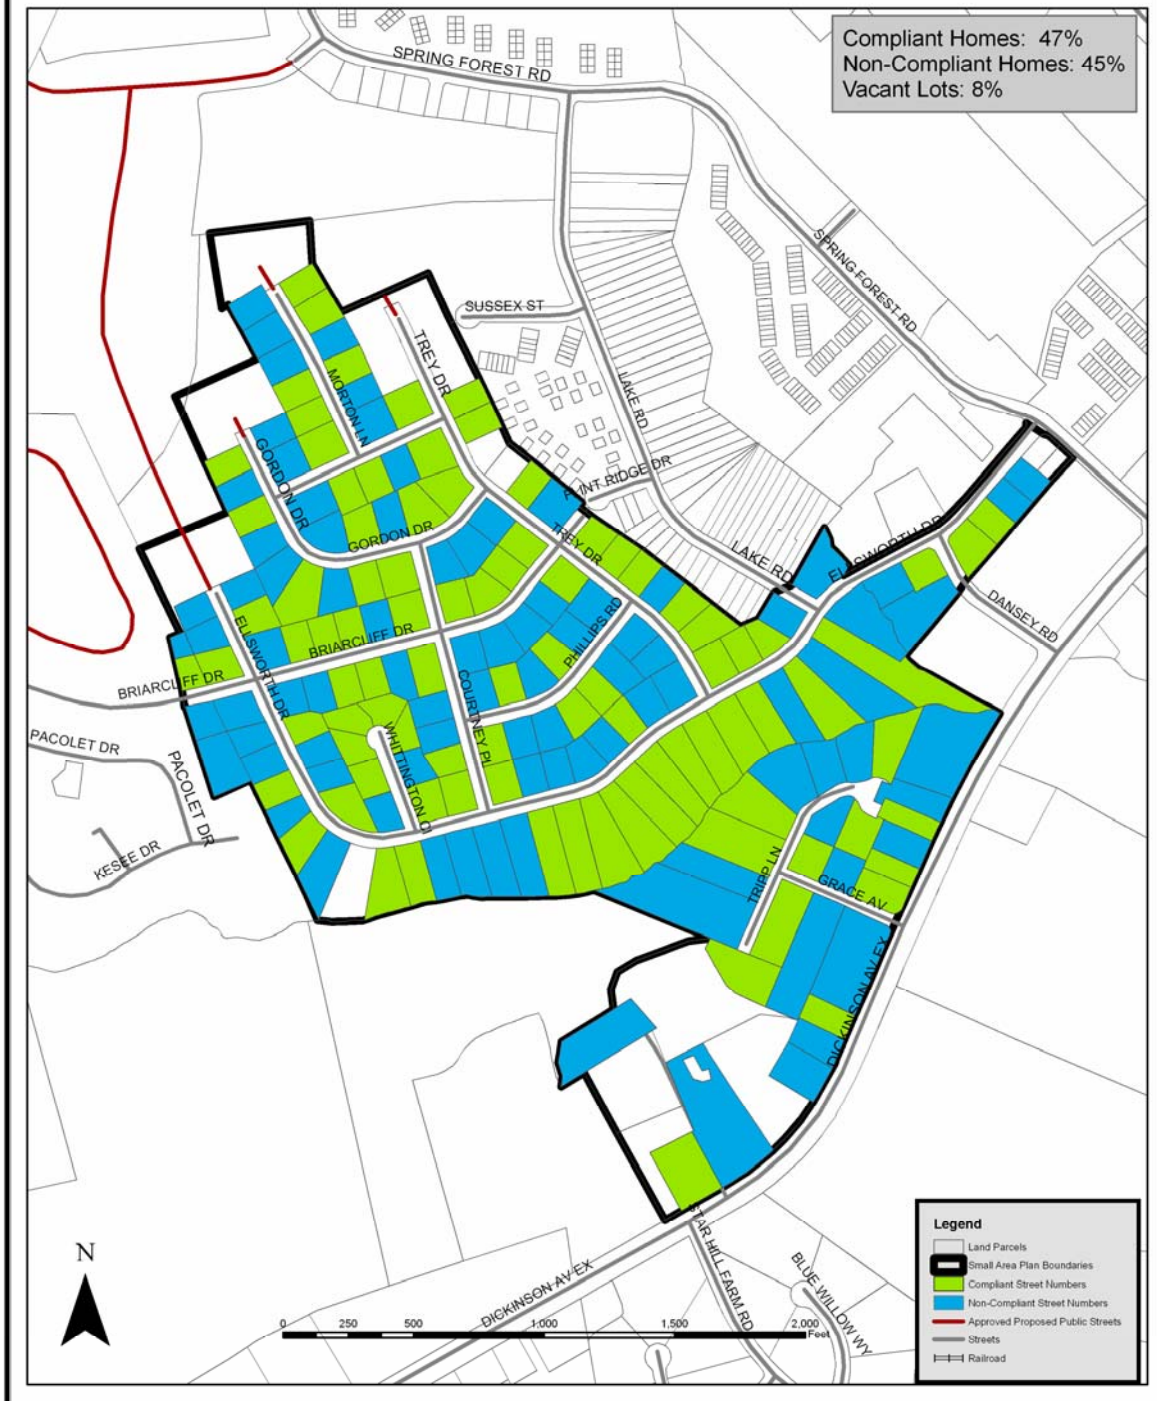 Compliant Homes: 47%
Non-Compliant Homes: 45%
Vacant Lots: 8%
SPRING FOREST RD
SPRING FOREST RD
SUSSEX ST
TREY DR
MORTON LN
LAKE RD
GORDON DR
FLINT RIDGE DR
GORDON DR
TREY DR
LAKE RD
ELLSWORTH DR
DANSEY RD
ELLSWORTH DR
BRIARCLIFF DR
PHILLIPS RD
BRIARCLIFF DR
COURTNEY PL
PACOLET DR
PACOLET DR
WHITTINGTON CI
KESEE DR
TRIPP LN
GRACE AV
DICKINSON AV EX
STAR HILL FARM RD
BLUE WILLOW WY
DICKINSON AV EX
N
0 250 500 1,000 1,500 2,000
Feet
Legend
Land Parcels
Small Area Plan Boundaries
Compliant Street Numbers
Non-Compliant Street Numbers
Approved Proposed Public Streets
Streets
Railroad